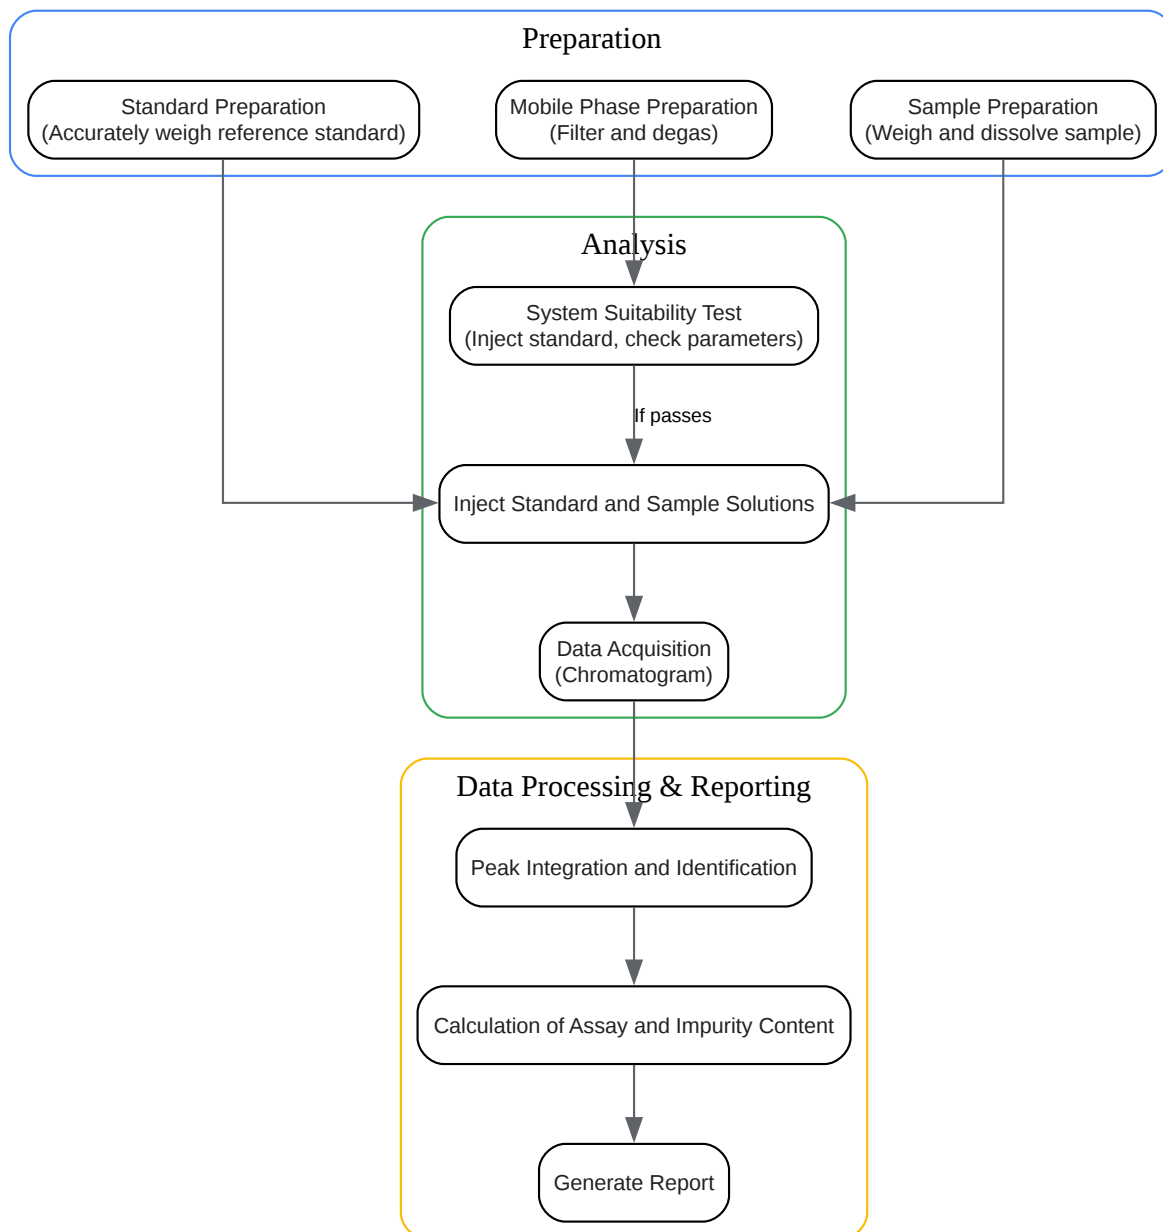 Preparation
Standard Preparation
(Accurately weigh reference standard)
Mobile Phase Preparation
(Filter and degas)
Sample Preparation
(Weigh and dissolve sample)
Analysis
System Suitability Test
(Inject standard, check parameters)
If passes
Inject Standard and Sample Solutions
Data Acquisition
(Chromatogram)
Data Processing & Reporting
Peak Integration and Identification
Calculation of Assay and Impurity Content
Generate Report